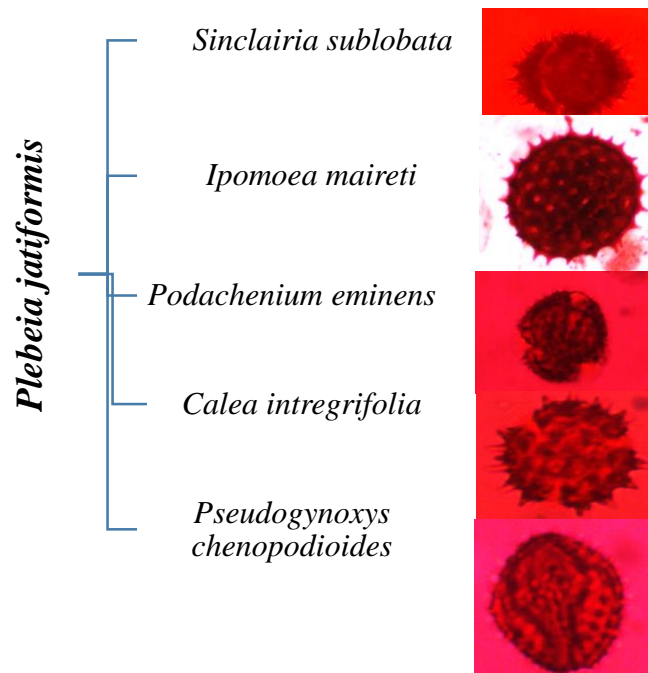 Plebeia jatiformis
Sinclairia sublobata
Ipomoea maireti
Podachenium eminens
Calea intregrifolia
Pseudogynoxys
chenopodioides